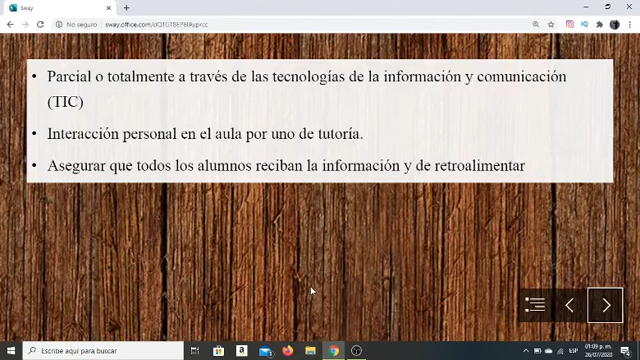 Sway
No seguro
sway.office.com/dQTGT8EP6IAyprcc
• Parcial o totalmente a través de las tecnologías de la información y comunicación
(TIC)
• Interacción personal en el aula por uno de tutoría.
• Asegurar que todos los alumnos reciban la información y de retroalimentar
Escribe aquí para buscar
ESP
01:09 p. m.
26/07/2020